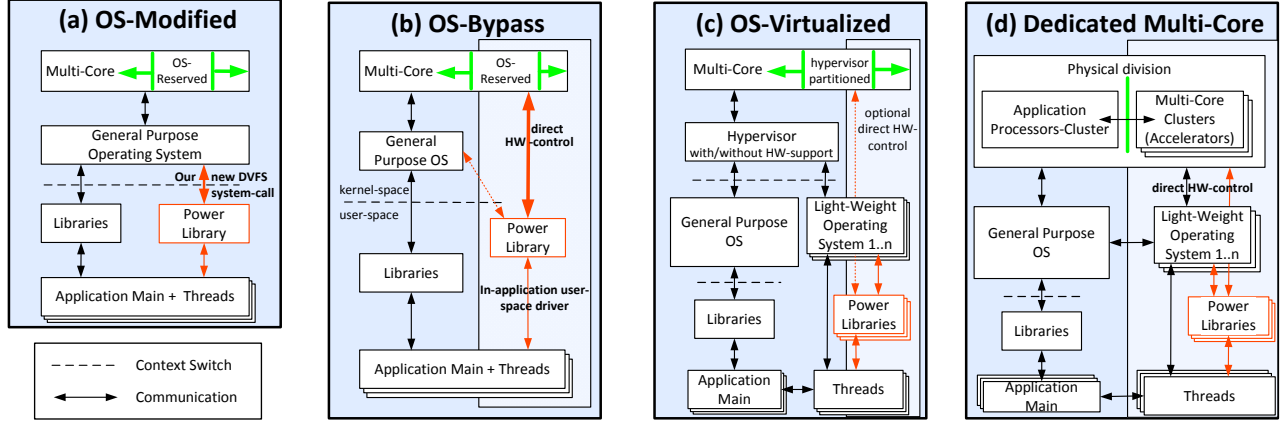 (a) OS-Modified
Multi-Core
OS-
Reserved
General Purpose
Operating System
Our new DVFS
system-call
Libraries
Power
Library
Application Main + Threads
Context Switch
Communication
(b) OS-Bypass
Multi-Core
OS-
Reserved
direct
HW-control
General
Purpose OS
kernel-space
user-space
Power
Library
Libraries
In-application user-
space driver
Application Main + Threads
(c) OS-Virtualized
Multi-Core
hypervisor
partitioned
optional
direct HW-
control
Hypervisor
with/without HW-support
General Purpose
OS
Light-Weight
Operating
System 1..n
Libraries
Power
Libraries
Application
Main
Threads
(d) Dedicated Multi-Core
Physical division
Application
Processors-Cluster
Multi-Core
Clusters
(Accelerators)
direct HW-control
General Purpose
OS
Light-Weight
Operating
System 1..n
Libraries
Power
Libraries
Application
Main
Threads